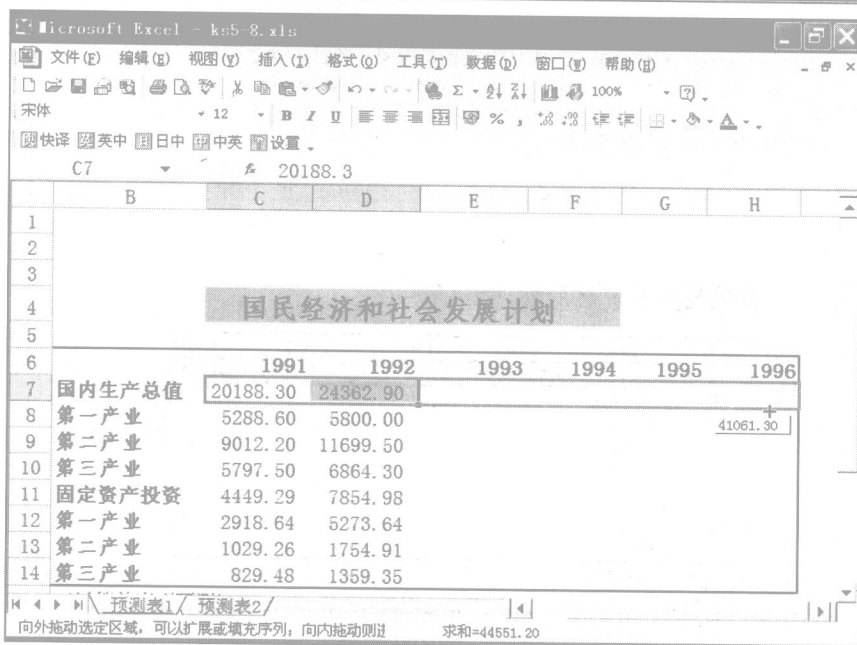 Microsoft Excel - ks5-8.xls
文件(F) 编辑(E) 视图(V) 插入(I) 格式(O) 工具(T) 数据(D) 窗口(W) 帮助(H)
100%
宋体 12 B I U % ,
快译 英中 日中 中英 设置
C7 fx 20188.3
B C D E F G H
1
2
3
4 国民经济和社会发展计划
5
6 1991 1992 1993 1994 1995 1996
7 国内生产总值 20188.30 24362.90
8 第一产业 5288.60 5800.00
41061.30
9 第二产业 9012.20 11699.50
10 第三产业 5797.50 6864.30
11 固定资产投资 4449.29 7854.98
12 第一产业 2918.64 5273.64
13 第二产业 1029.26 1754.91
14 第三产业 829.48 1359.35
预测表1 预测表2
向外拖动选定区域，可以扩展或填充序列；向内拖动则进 求和=44551.20